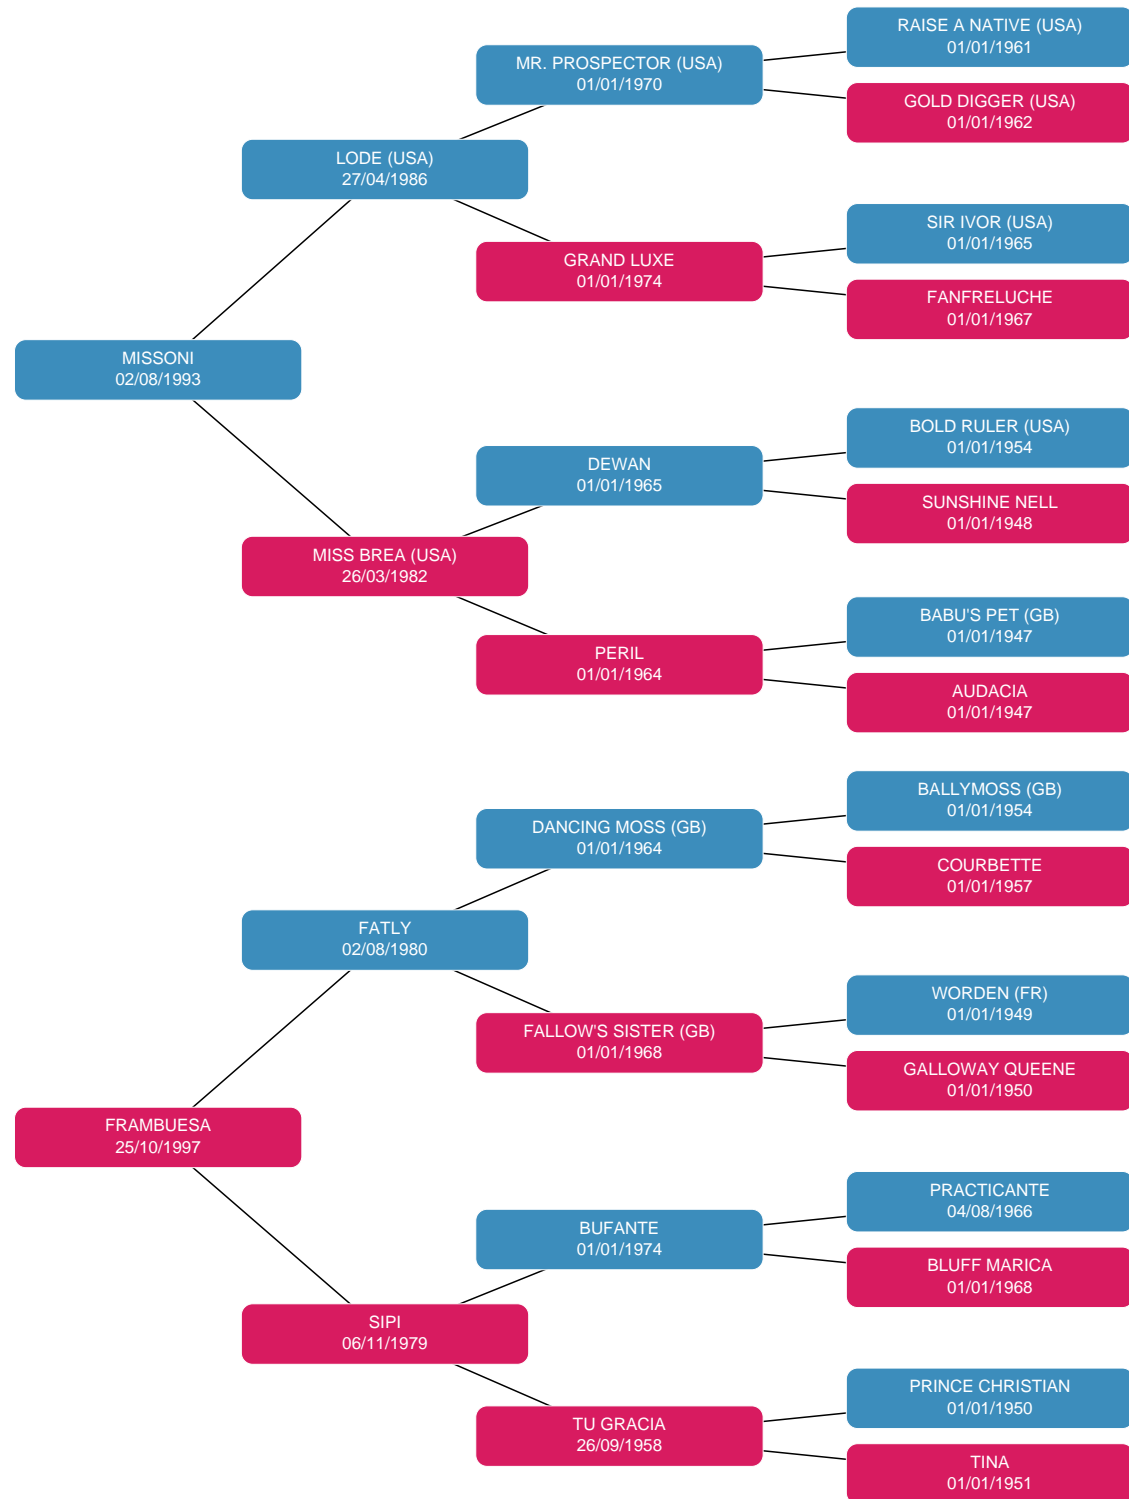 RAISE A NATIVE (USA)
01/01/1961
MR. PROSPECTOR (USA)
01/01/1970
GOLD DIGGER (USA)
01/01/1962
LODE (USA)
27/04/1986
SIR IVOR (USA)
01/01/1965
GRAND LUXE
01/01/1974
FANFRELUCHE
01/01/1967
MISSONI
02/08/1993
BOLD RULER (USA)
01/01/1954
DEWAN
01/01/1965
SUNSHINE NELL
01/01/1948
MISS BREA (USA)
26/03/1982
BABU'S PET (GB)
01/01/1947
PERIL
01/01/1964
AUDACIA
01/01/1947
BALLYMOSS (GB)
01/01/1954
DANCING MOSS (GB)
01/01/1964
COURBETTE
01/01/1957
FATLY
02/08/1980
WORDEN (FR)
01/01/1949
FALLOW'S SISTER (GB)
01/01/1968
GALLOWAY QUEENE
01/01/1950
FRAMBUESA
25/10/1997
PRACTICANTE
04/08/1966
BUFANTE
01/01/1974
BLUFF MARICA
01/01/1968
SIPI
06/11/1979
PRINCE CHRISTIAN
01/01/1950
TU GRACIA
26/09/1958
TINA
01/01/1951